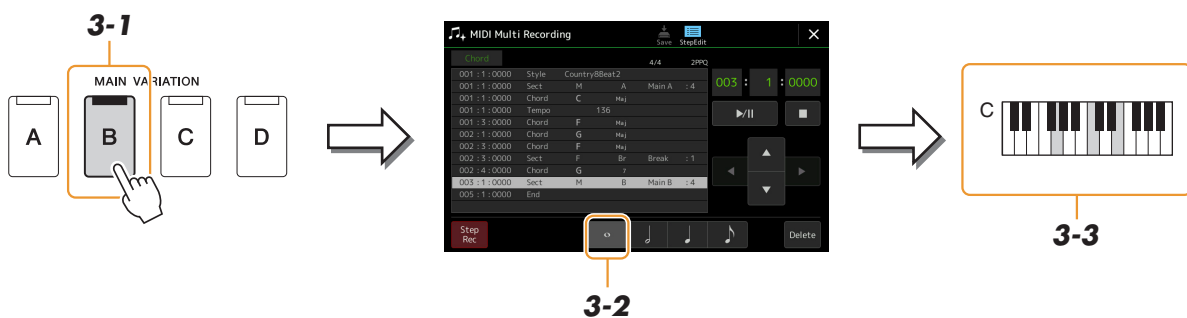 3-1
MAIN VARIATION
A B C D
MIDI Multi Recording Save StepEdit
Chord 4/4 2PPQ
001 : 1 : 0000 Style Country8Beat2
001 : 1 : 0000 Sect M A Main A : 4
001 : 1 : 0000 Chord C Maj
001 : 1 : 0000 Tempo 136
001 : 3 : 0000 Chord F Maj
002 : 1 : 0000 Chord G Maj
002 : 3 : 0000 Chord F Maj
002 : 3 : 0000 Sect F Br Break : 1
002 : 4 : 0000 Chord G 7
003 : 1 : 0000 Sect M B Main B : 4
005 : 1 : 0000 End
003 : 1 : 0000
Step
Rec
Delete
3-2
C
3-3